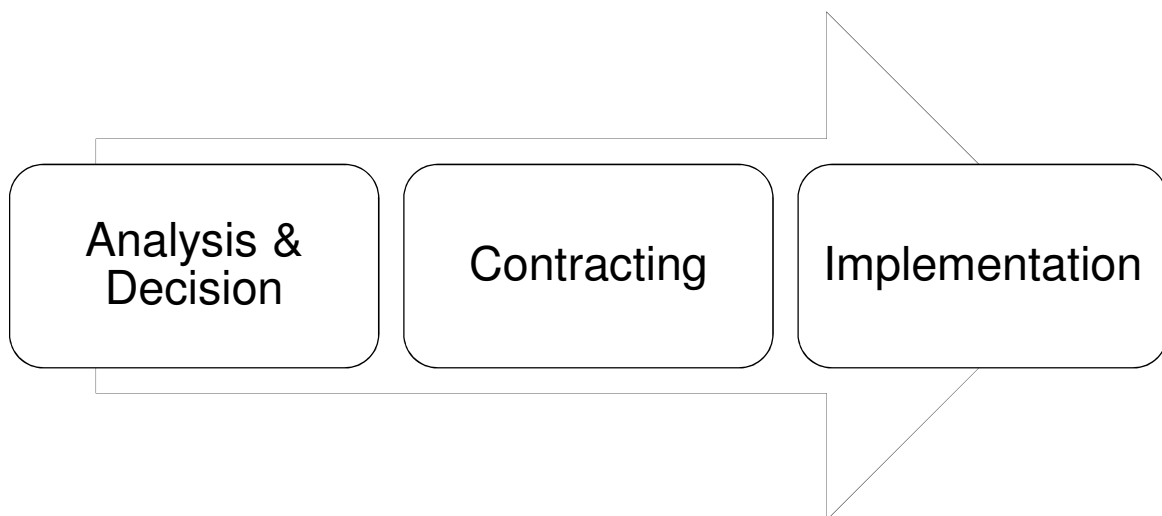 Analysis &
Decision
Contracting
Implementation